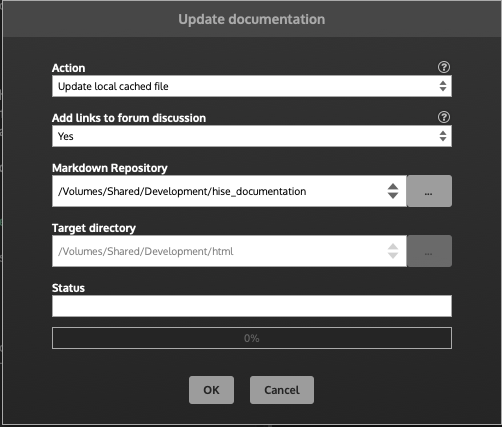 Update documentation
Action
?
Update local cached file
Add links to forum discussion
?
Yes
Markdown Repository
/Volumes/Shared/Development/hise_documentation
...
Target directory
/Volumes/Shared/Development/html
...
Status
0%
OK
Cancel